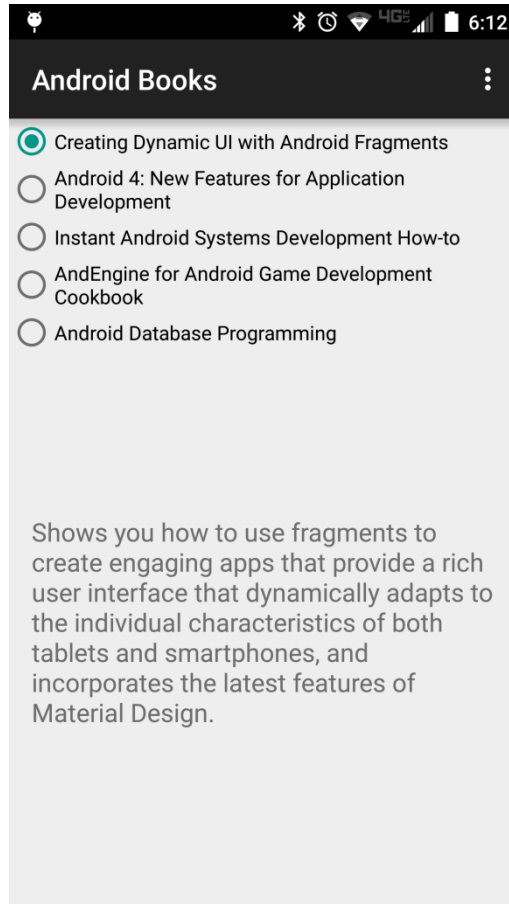 4G LTE 6:12
Android Books
Creating Dynamic UI with Android Fragments
Android 4: New Features for Application
Development
Instant Android Systems Development How-to
AndEngine for Android Game Development
Cookbook
Android Database Programming
Shows you how to use fragments to
create engaging apps that provide a rich
user interface that dynamically adapts to
the individual characteristics of both
tablets and smartphones, and
incorporates the latest features of
Material Design.